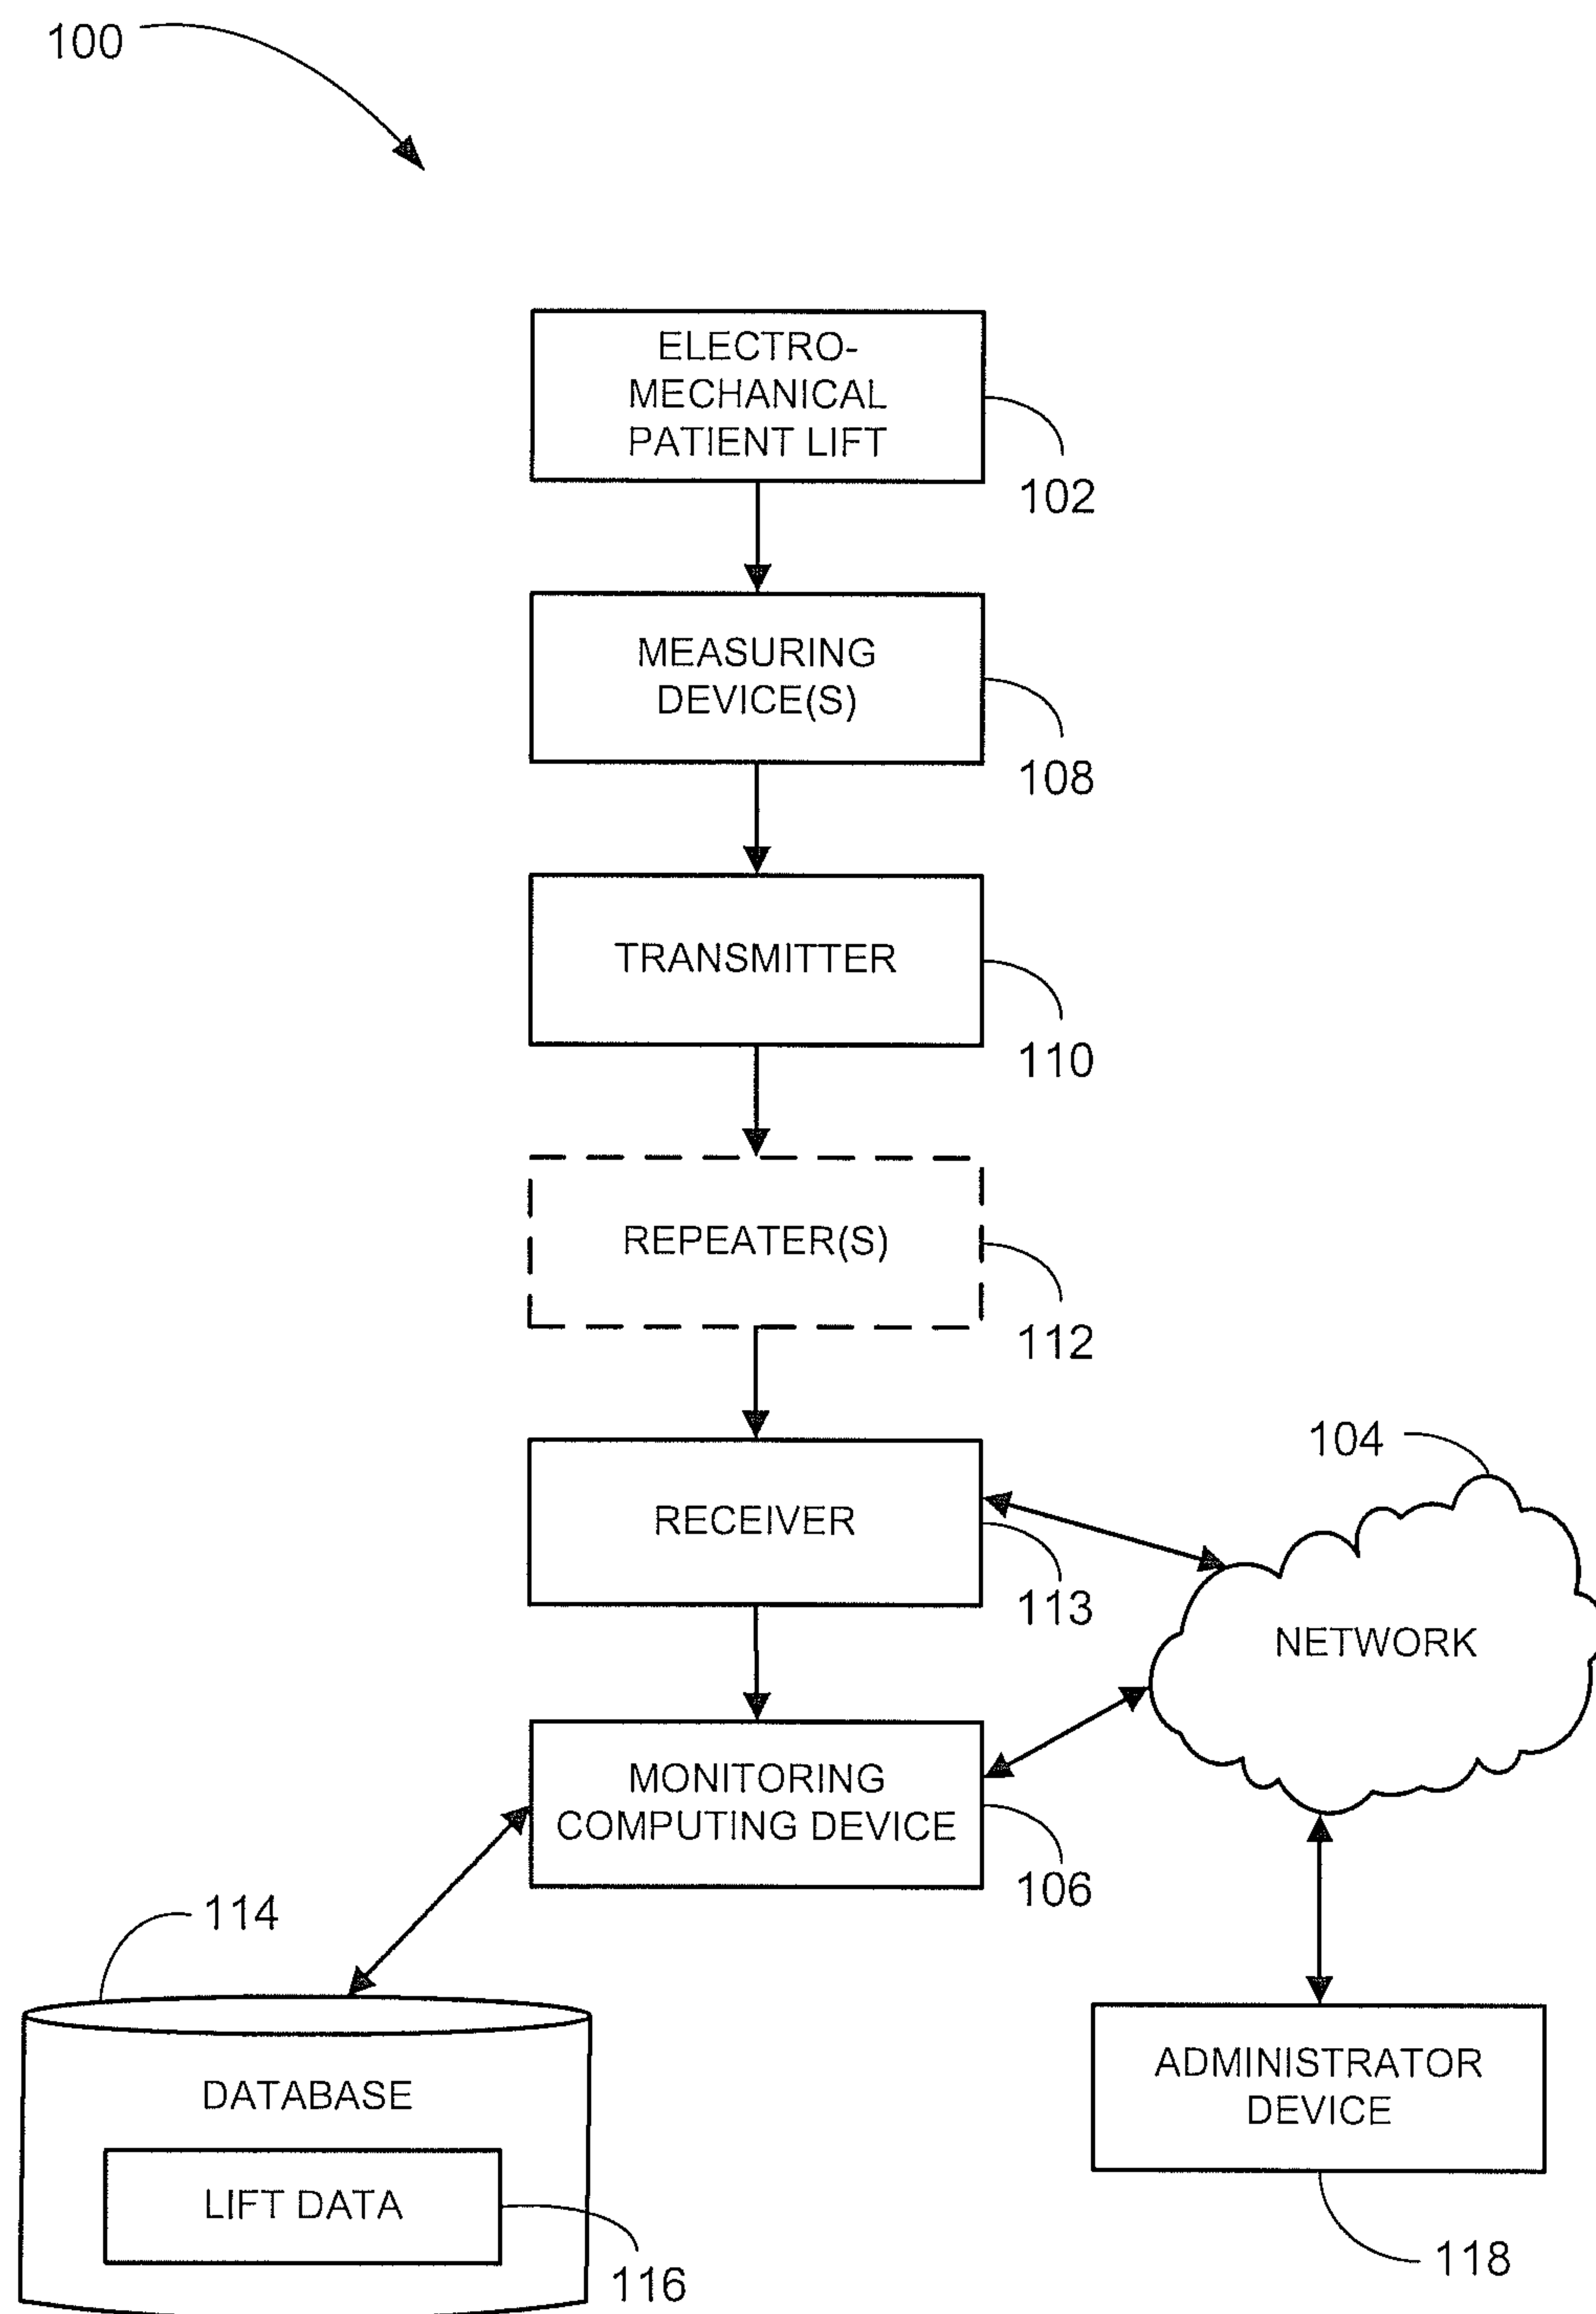 100
ELECTRO-
MECHANICAL
PATIENT LIFT
102
MEASURING
DEVICE(S)
108
TRANSMITTER
110
REPEATER(S)
112
RECEIVER
113
104
NETWORK
MONITORING
COMPUTING DEVICE
106
114
DATABASE
LIFT DATA
116
ADMINISTRATOR
DEVICE
118